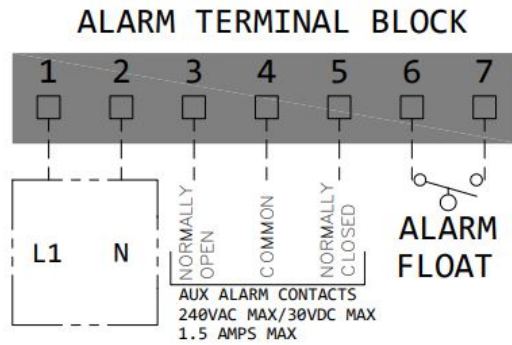 ALARM TERMINAL BLOCK
1 2 3 4 5 6 7
L1 N
NORMALLY
OPEN
COMMON
NORMALLY
CLOSED
ALARM
FLOAT
AUX ALARM CONTACTS
240VAC MAX/30VDC MAX
1.5 AMPS MAX